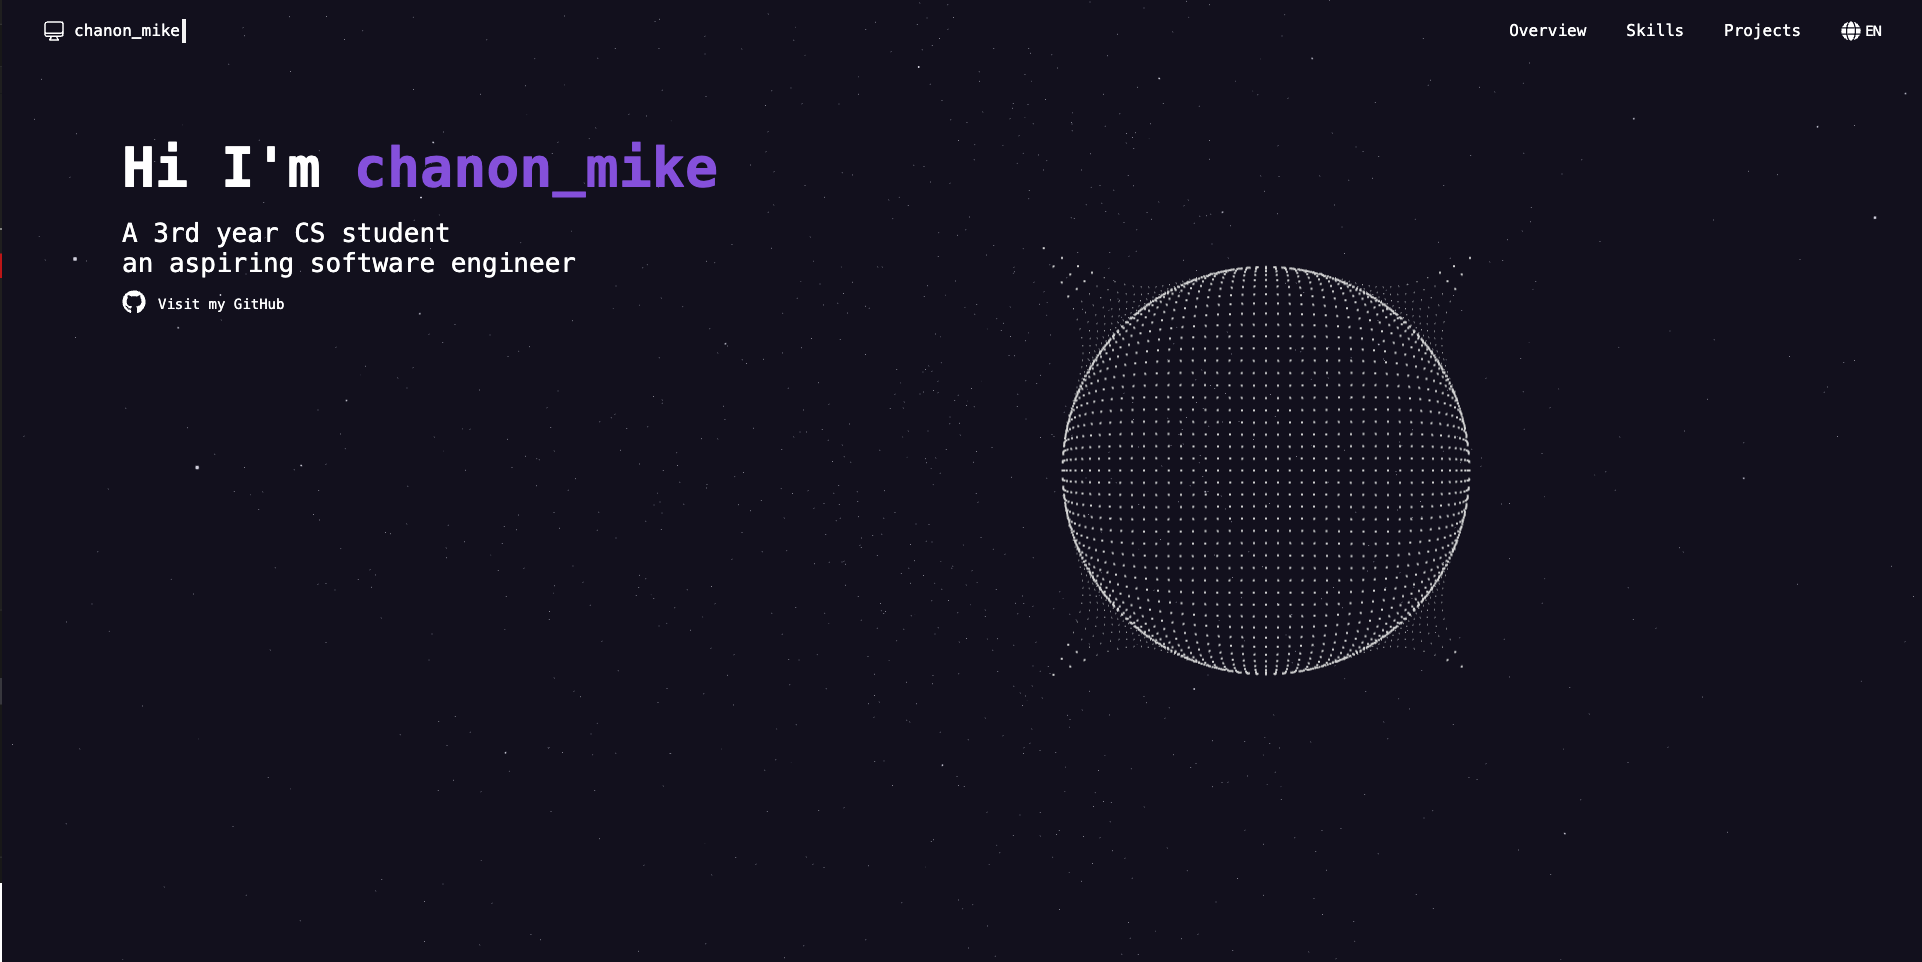 chanon_mike
Overview
Skills
Projects
EN
Hi I'm chanon_mike
A 3rd year CS student
an aspiring software engineer
Visit my GitHub